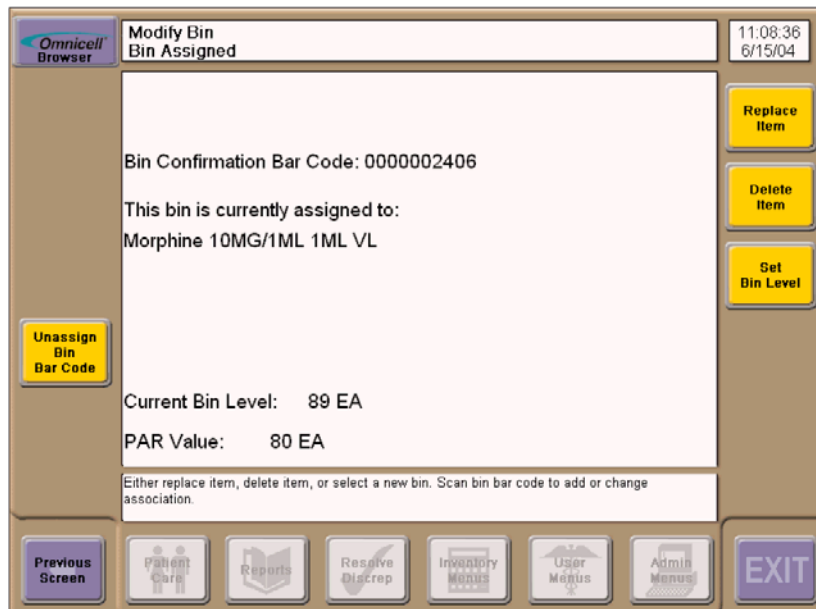 Omnicell
Browser
Modify Bin
Bin Assigned
11:08:36
6/15/04
Replace
Item
Bin Confirmation Bar Code: 0000002406
Delete
Item
This bin is currently assigned to:
Morphine 10MG/1ML 1ML VL
Set
Bin Level
Unassign
Bin
Bar Code
Current Bin Level: 89 EA
PAR Value: 80 EA
Either replace item, delete item, or select a new bin. Scan bin bar code to add or change
association.
Previous
Screen
Patient
Care
Reports
Resolve
Discrep
Inventory
Menus
User
Menus
Admin
Menus
EXIT